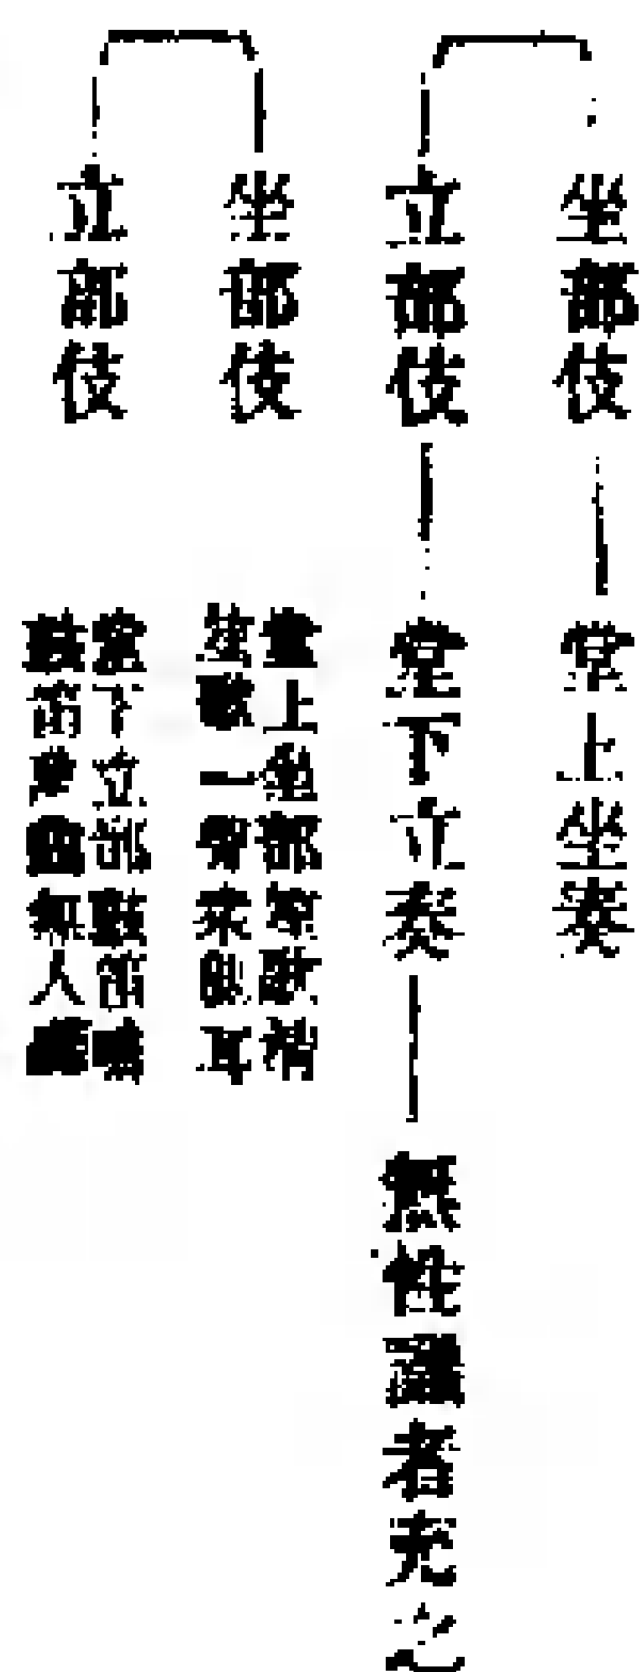 坐部伎
堂上坐奏
立部伎
堂下立奏
無性靈者充之
坐部伎
堂上坐部笙歌清
笙歌一聲衆側耳
立部伎
堂下立部鼓笛鳴
鼓笛萬曲無人聽